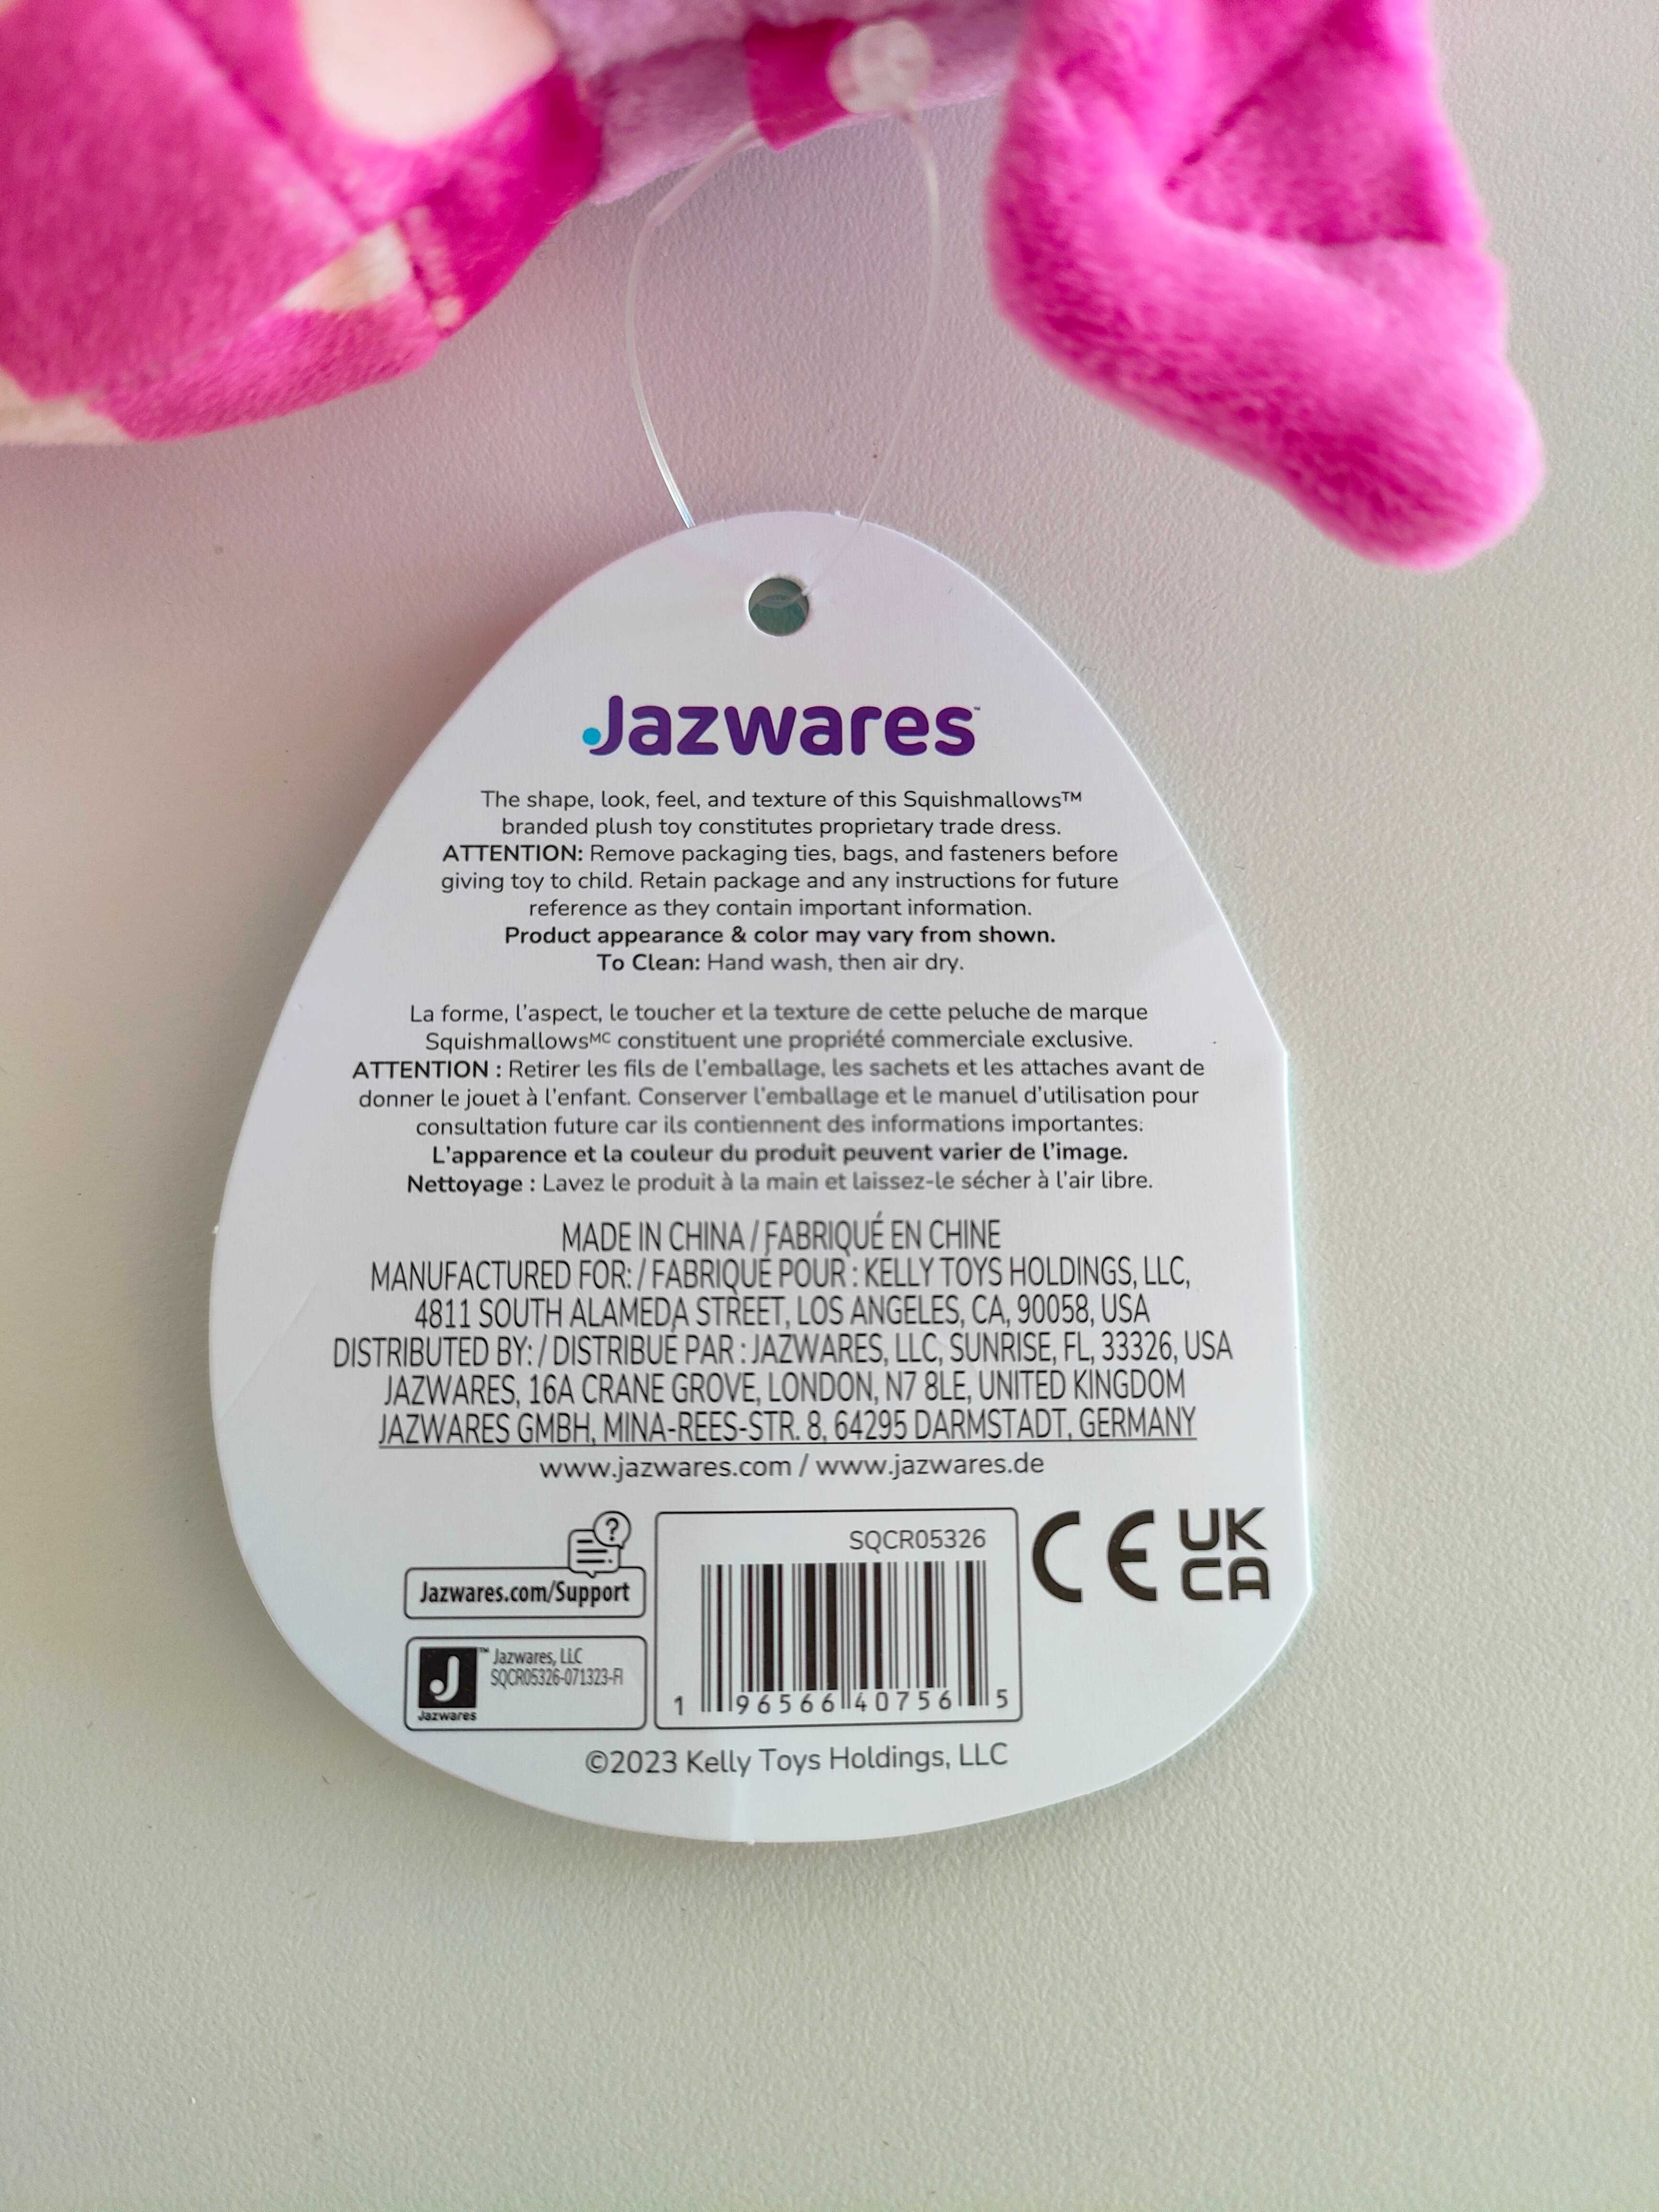 Jazwares™
The shape, look, feel, and texture of this Squishmallows™
branded plush toy constitutes proprietary trade dress.
ATTENTION: Remove packaging ties, bags, and fasteners before
giving toy to child. Retain package and any instructions for future
reference as they contain important information.
Product appearance & color may vary from shown.
To Clean: Hand wash, then air dry.
La forme, l'aspect, le toucher et la texture de cette peluche de marque
Squishmallowsᴹᶜ constituent une propriété commerciale exclusive.
ATTENTION : Retirer les fils de l'emballage, les sachets et les attaches avant de
donner le jouet à l'enfant. Conserver l'emballage et le manuel d'utilisation pour
consultation future car ils contiennent des informations importantes.
L'apparence et la couleur du produit peuvent varier de l'image.
Nettoyage : Lavez le produit à la main et laissez-le sécher à l'air libre.
MADE IN CHINA / FABRIQUÉ EN CHINE
MANUFACTURED FOR: / FABRIQUÉ POUR : KELLY TOYS HOLDINGS, LLC,
4811 SOUTH ALAMEDA STREET, LOS ANGELES, CA, 90058, USA
DISTRIBUTED BY: / DISTRIBUÉ PAR : JAZWARES, LLC, SUNRISE, FL, 33326, USA
JAZWARES, 16A CRANE GROVE, LONDON, N7 8LE, UNITED KINGDOM
JAZWARES GMBH, MINA-REES-STR. 8, 64295 DARMSTADT, GERMANY
www.jazwares.com / www.jazwares.de
?
Jazwares.com/Support
J™ Jazwares, LLC
SQCR05326-071323-FI
Jazwares
SQCR05326
1 96566 40756 5
CE UK
CA
©2023 Kelly Toys Holdings, LLC